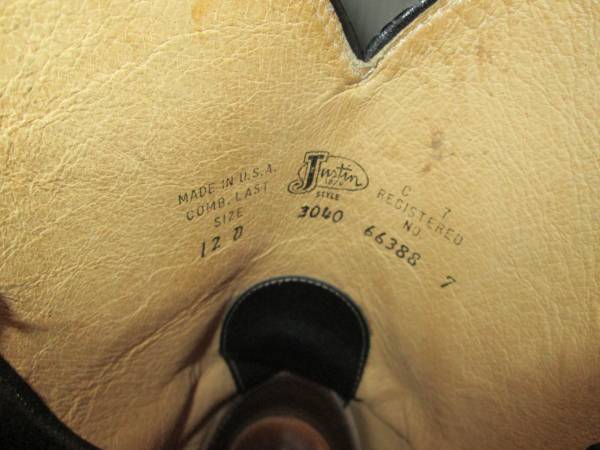 MADE IN U.S.A.
COMB. LAST
SIZE
12 D
Justin
STYLE
3040
C 7
REGISTERED
NO
66388 7